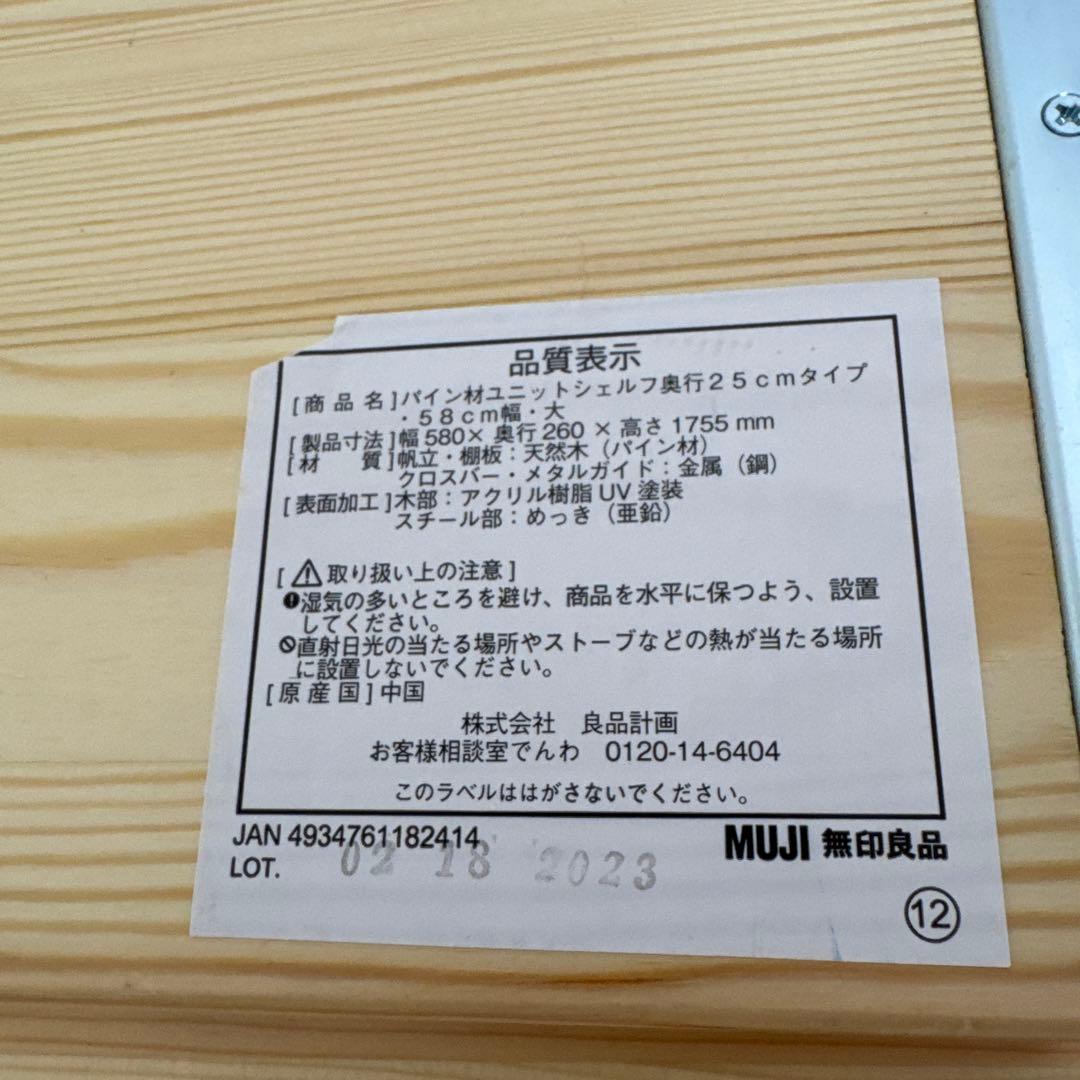 品質表示
[商品名]パイン材ユニットシェルフ奥行25cmタイプ
・58cm幅・大
[製品寸法]幅 580× 奥行 260 × 高さ 1755 mm
[材 質]帆立・棚板：天然木（パイン材）
クロスバー・メタルガイド：金属（鋼）
[表面加工]木部：アクリル樹脂 UV 塗装
スチール部：めっき（亜鉛）
[⚠取り扱い上の注意]
湿気の多いところを避け、商品を水平に保つよう、設置
してください。
直射日光の当たる場所やストーブなどの熱が当たる場所
に設置しないでください。
[原産国]中国
株式会社 良品計画
お客様相談室でんわ 0120-14-6404
このラベルははがさないでください。
JAN 4934761182414
LOT. 02 18 2023
MUJI 無印良品
⑫